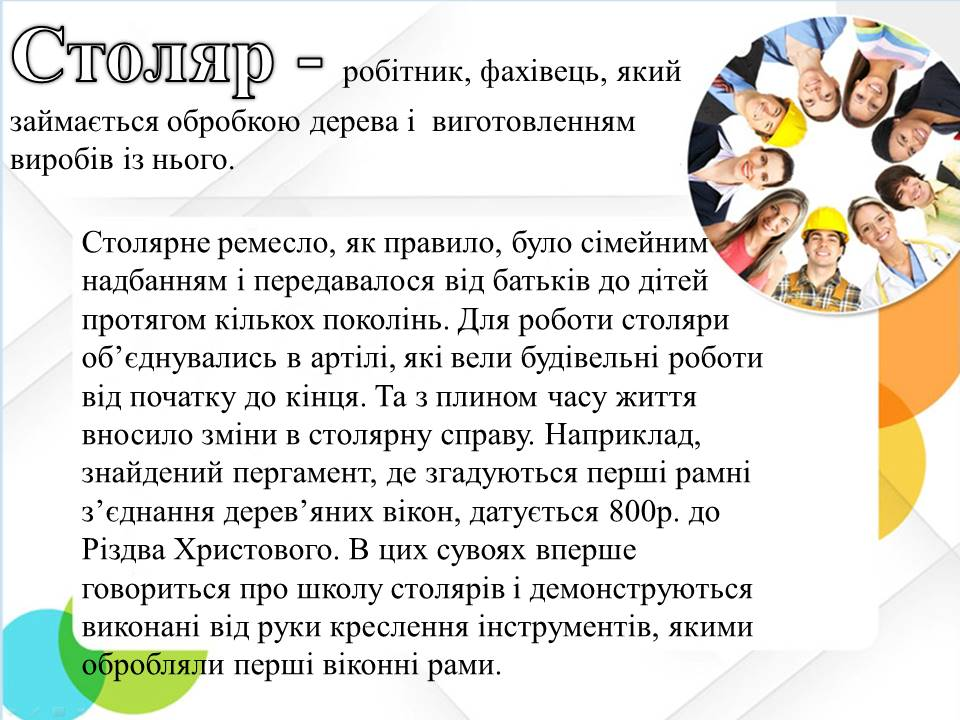 Столяр - робітник, фахівець, який
займається обробкою дерева і виготовленням
виробів із нього.
Столярне ремесло, як правило, було сімейним
надбанням і передавалося від батьків до дітей
протягом кількох поколінь. Для роботи столяри
об’єднувались в артілі, які вели будівельні роботи
від початку до кінця. Та з плином часу життя
вносило зміни в столярну справу. Наприклад,
знайдений пергамент, де згадуються перші рамні
з’єднання дерев’яних вікон, датується 800р. до
Різдва Христового. В цих сувоях вперше
говориться про школу столярів і демонструються
виконані від руки креслення інструментів, якими
обробляли перші віконні рами.